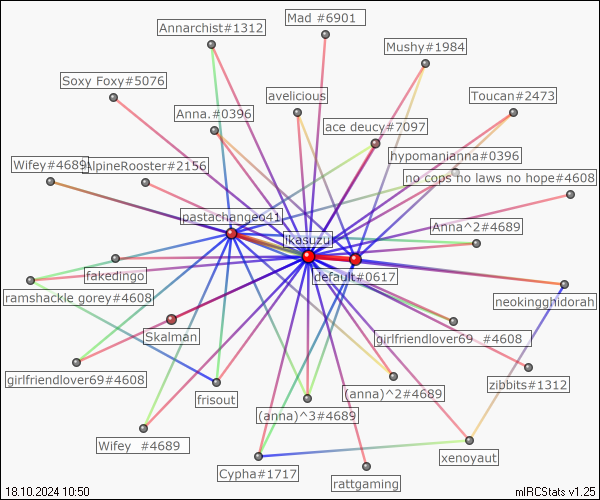 Mad #6901
Annarchist#1312
Mushy#1984
Soxy Foxy#5076
avelicious
Toucan#2473
Anna.#0396
ace deucy#7097
hypomanianna#0396
Wifey#4689
AlpineRooster#2156
no cops no laws no hope#4608
pastachangeo41
Anna^2#4689
jkasuzu
fakedingo
default#0617
ramshackle gorey#4608
neokingghidorah
Skalman
girlfriendlover69 _#4608
girlfriendlover69#4608
zibbits#1312
frisout
(anna)^2#4689
(anna)^3#4689
Wifey_#4689
xenoyaut
Cypha#1717
rattgaming
18.10.2024 10:50
mIRCStats v1.25